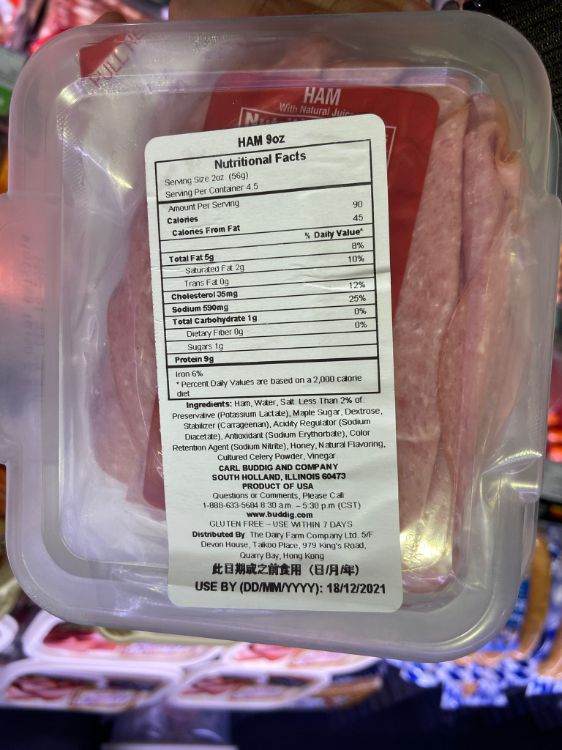 HAM
With Natural
HAM 9oz
Nutritional Facts
Serving Size 2oz. (56g)
Serving Per Container 4.5
Amount Per Serving
Calories 90
Calories From Fat 45
% Daily Value*
Total Fat 5g 8%
Saturated Fat 2g 10%
Trans Fat 0g
Cholesterol 35mg 12%
Sodium 590mg 25%
Total Carbohydrate 1g 0%
Dietary Fiber 0g 0%
Sugars 1g
Protein 9g
Iron 6%
* Percent Daily Values are based on a 2,000 calorie
diet
Ingredients: Ham, Water, Salt. Less Than 2% of:
Preservative (Potassium Lactate), Maple Sugar, Dextrose,
Stabilizer (Carrageenan), Acidity Regulator (Sodium
Diacetate), Antioxidant (Sodium Erythorbate), Color
Retention Agent (Sodium Nitrite), Honey, Natural Flavoring,
Cultured Celery Powder, Vinegar.
CARL BUDDIG AND COMPANY
SOUTH HOLLAND, ILLINOIS 60473
PRODUCT OF USA
Questions or Comments, Please Call
1-888-633-5684 8:30 a.m. – 5:30 p.m (CST)
www.buddig.com
GLUTEN FREE – USE WITHIN 7 DAYS
Distributed By: The Dairy Farm Company Ltd. 5/F
Devon House, Taikoo Place, 979 King's Road,
Quarry Bay, Hong Kong
此日期或之前食用 (日/月/年)
USE BY (DD/MM/YYYY): 18/12/2021